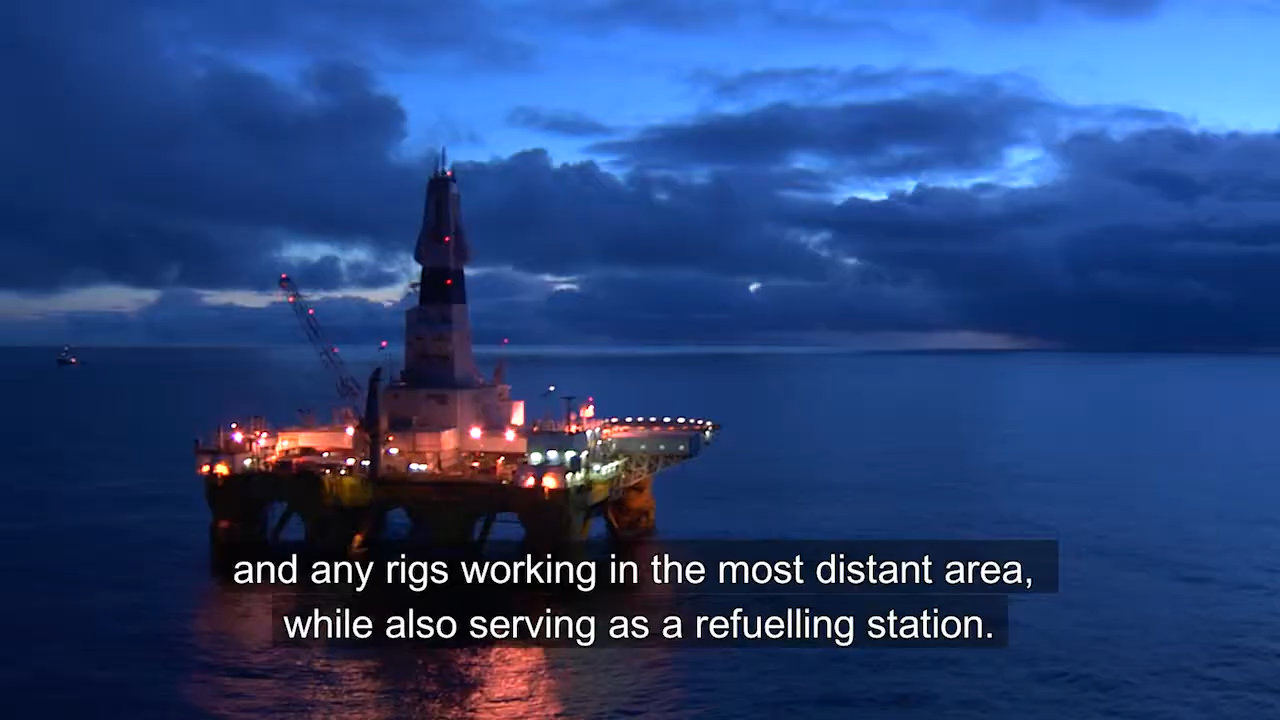 and any rigs working in the most distant area,
while also serving as a refuelling station.